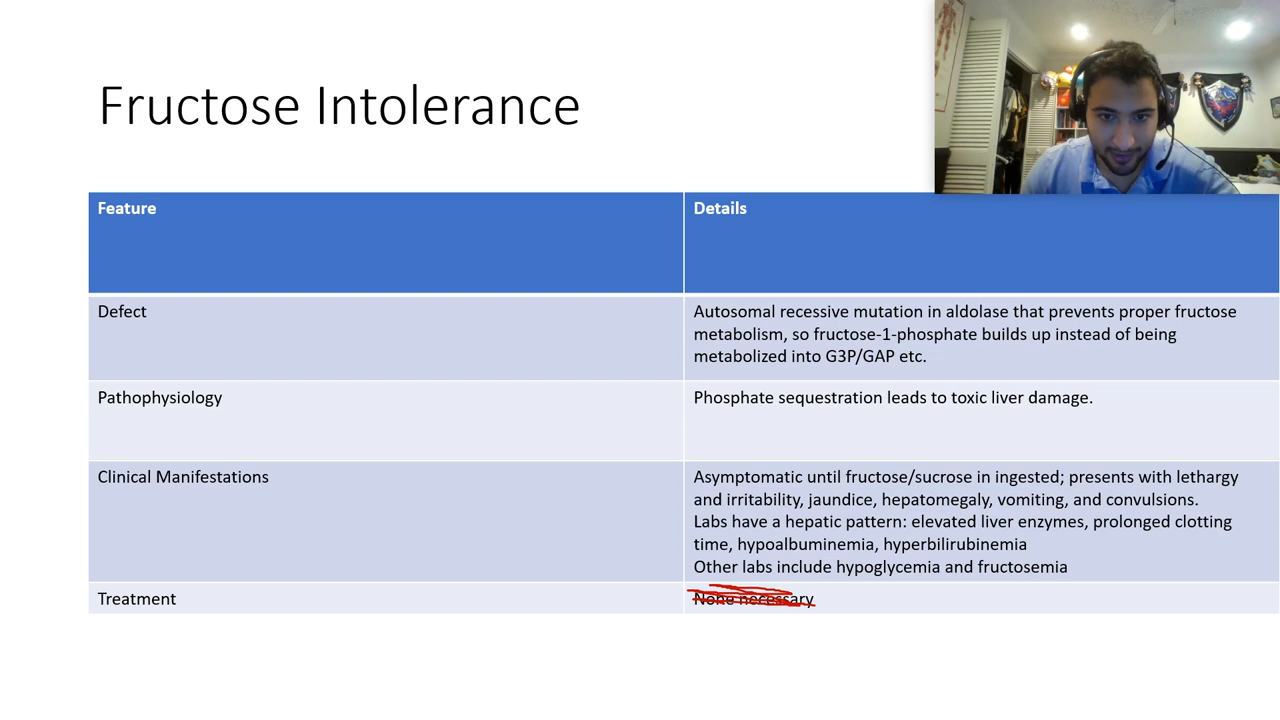 Fructose Intolerance
Feature
Details
Defect
Autosomal recessive mutation in aldolase that prevents proper fructose
metabolism, so fructose-1-phosphate builds up instead of being
metabolized into G3P/GAP etc.
Pathophysiology
Phosphate sequestration leads to toxic liver damage.
Clinical Manifestations
Asymptomatic until fructose/sucrose in ingested; presents with lethargy
and irritability, jaundice, hepatomegaly, vomiting, and convulsions.
Labs have a hepatic pattern: elevated liver enzymes, prolonged clotting
time, hypoalbuminemia, hyperbilirubinemia
Other labs include hypoglycemia and fructosemia
Treatment
None necessary